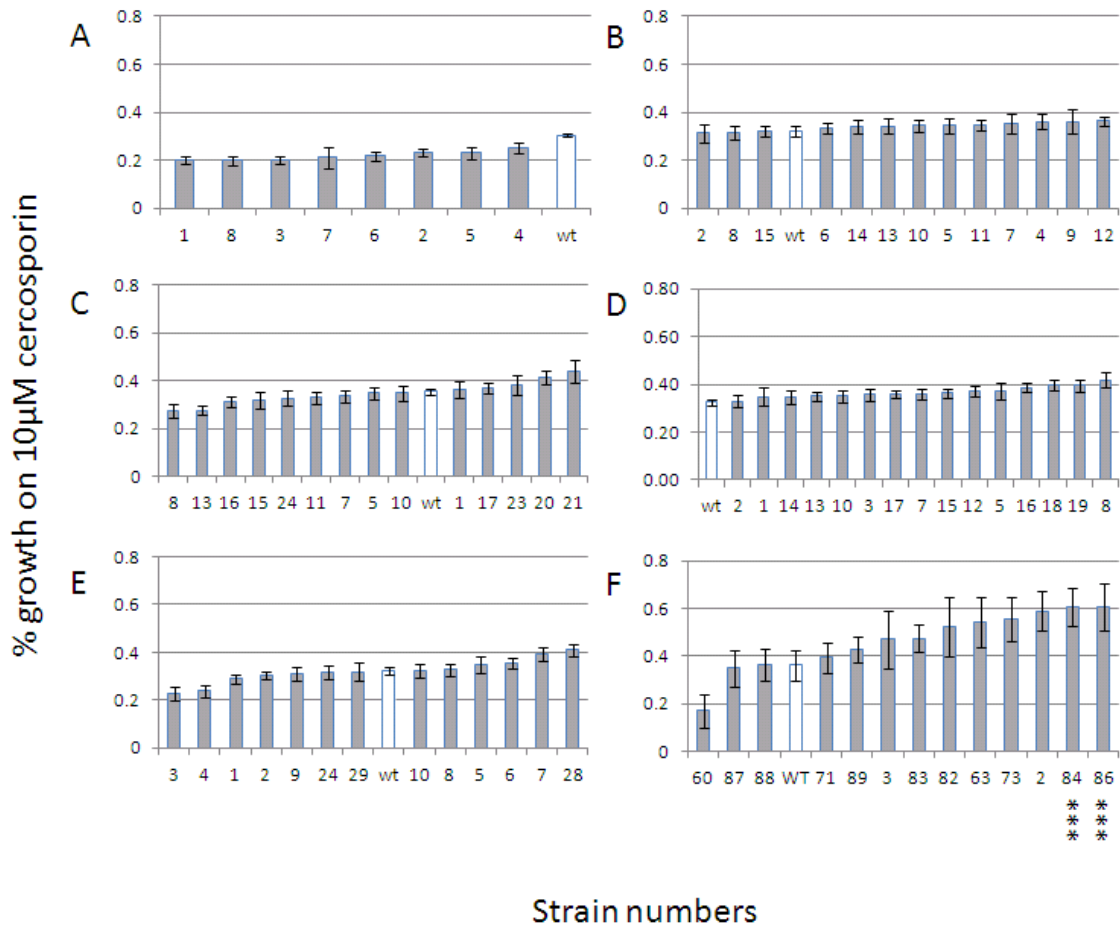 % growth on 10µM cercosporin
A
0.8
0.6
0.4
0.2
0
1 8 3 7 6 2 5 4 wt
B
0.8
0.6
0.4
0.2
0
2 8 15 wt 6 14 13 10 5 11 7 4 9 12
C
0.8
0.6
0.4
0.2
0
8 13 16 15 24 11 7 5 10 wt 1 17 23 20 21
D
0.80
0.60
0.40
0.20
0.00
wt 2 1 14 13 10 3 17 7 15 12 5 16 18 19 8
E
0.8
0.6
0.4
0.2
0
3 4 1 2 9 24 29 wt 10 8 5 6 7 28
F
0.8
0.6
0.4
0.2
0
60 87 88 WT 71 89 3 83 82 63 73 2 84 86
*** ***
Strain numbers